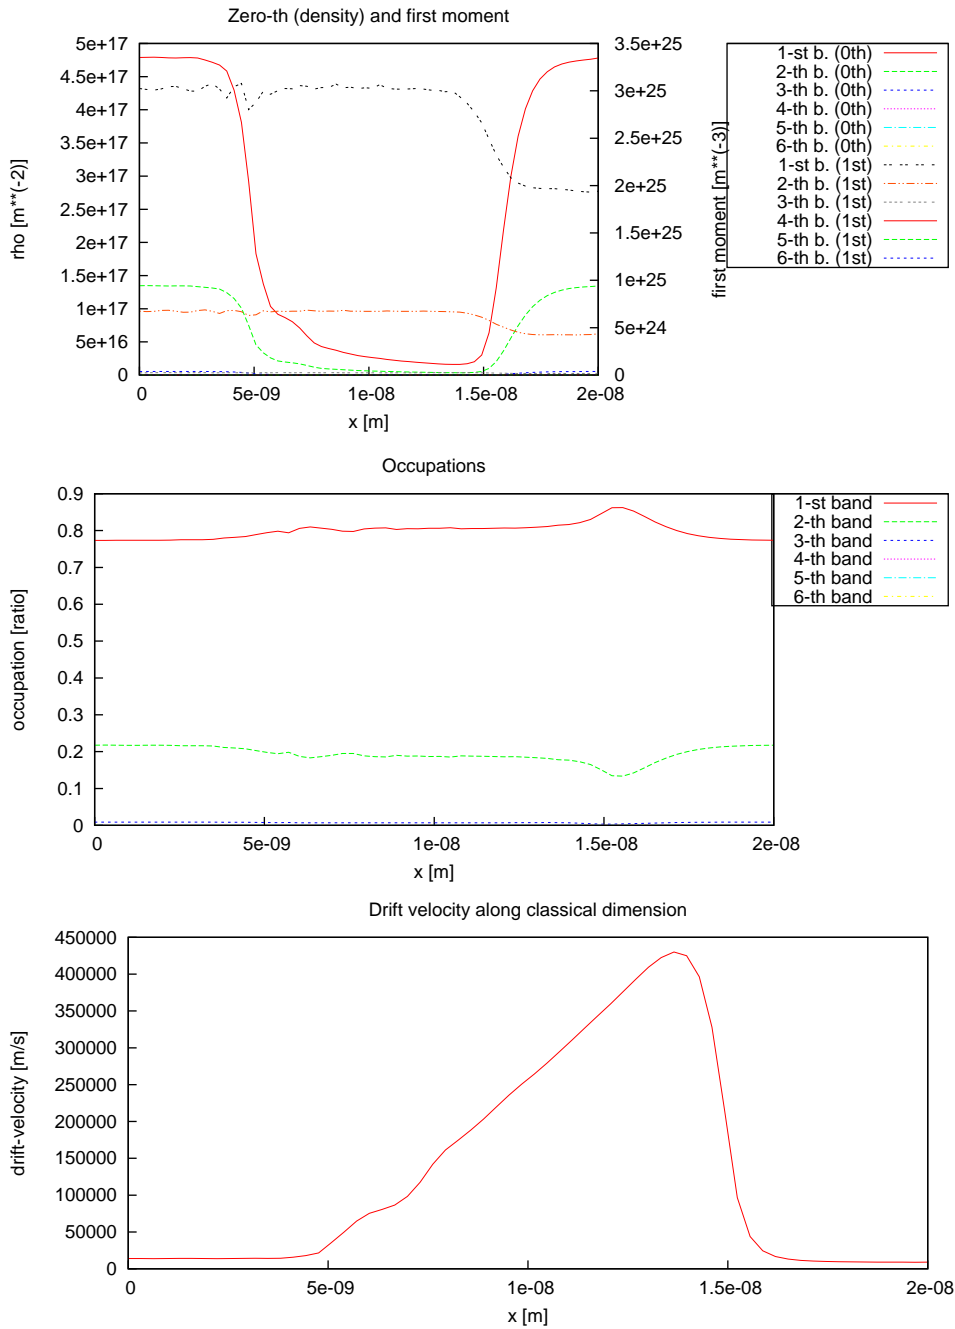 Zero-th (density) and first moment
5e+17
4.5e+17
4e+17
3.5e+17
3e+17
2.5e+17
2e+17
1.5e+17
1e+17
5e+16
0
rho [m**(-2)]
3.5e+25
3e+25
2.5e+25
2e+25
1.5e+25
1e+25
5e+24
0
first moment [m**(-3)]
0 5e-09 1e-08 1.5e-08 2e-08
x [m]
1-st b. (0th)
2-th b. (0th)
3-th b. (0th)
4-th b. (0th)
5-th b. (0th)
6-th b. (0th)
1-st b. (1st)
2-th b. (1st)
3-th b. (1st)
4-th b. (1st)
5-th b. (1st)
6-th b. (1st)
Occupations
0.9
0.8
0.7
0.6
0.5
0.4
0.3
0.2
0.1
0
occupation [ratio]
0 5e-09 1e-08 1.5e-08 2e-08
x [m]
1-st band
2-th band
3-th band
4-th band
5-th band
6-th band
Drift velocity along classical dimension
450000
400000
350000
300000
250000
200000
150000
100000
50000
0
drift-velocity [m/s]
0 5e-09 1e-08 1.5e-08 2e-08
x [m]